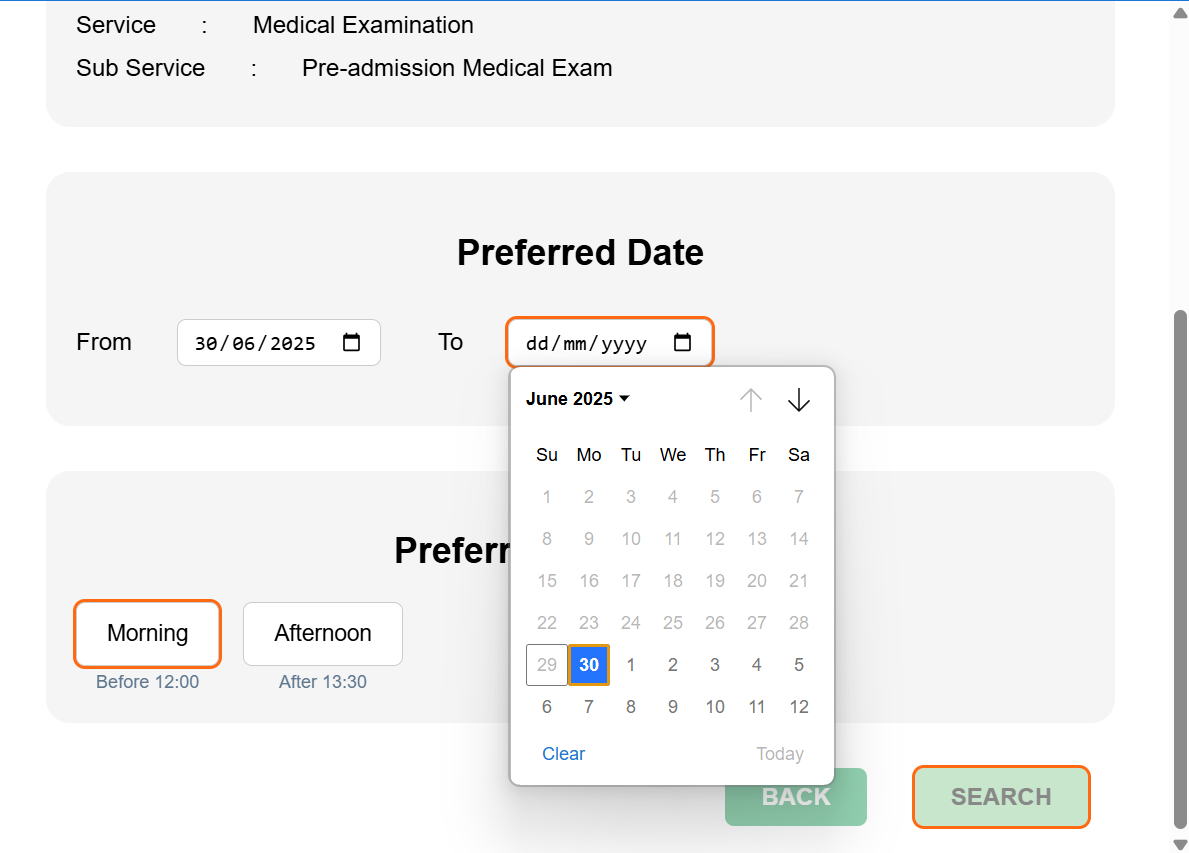 Service : Medical Examination
Sub Service : Pre-admission Medical Exam
Preferred Date
From 30/06/2025 To dd/mm/yyyy
June 2025
Su Mo Tu We Th Fr Sa
1 2 3 4 5 6 7
8 9 10 11 12 13 14
15 16 17 18 19 20 21
22 23 24 25 26 27 28
29 30 1 2 3 4 5
6 7 8 9 10 11 12
Clear Today
Preferr
Morning Afternoon
Before 12:00 After 13:30
BACK SEARCH